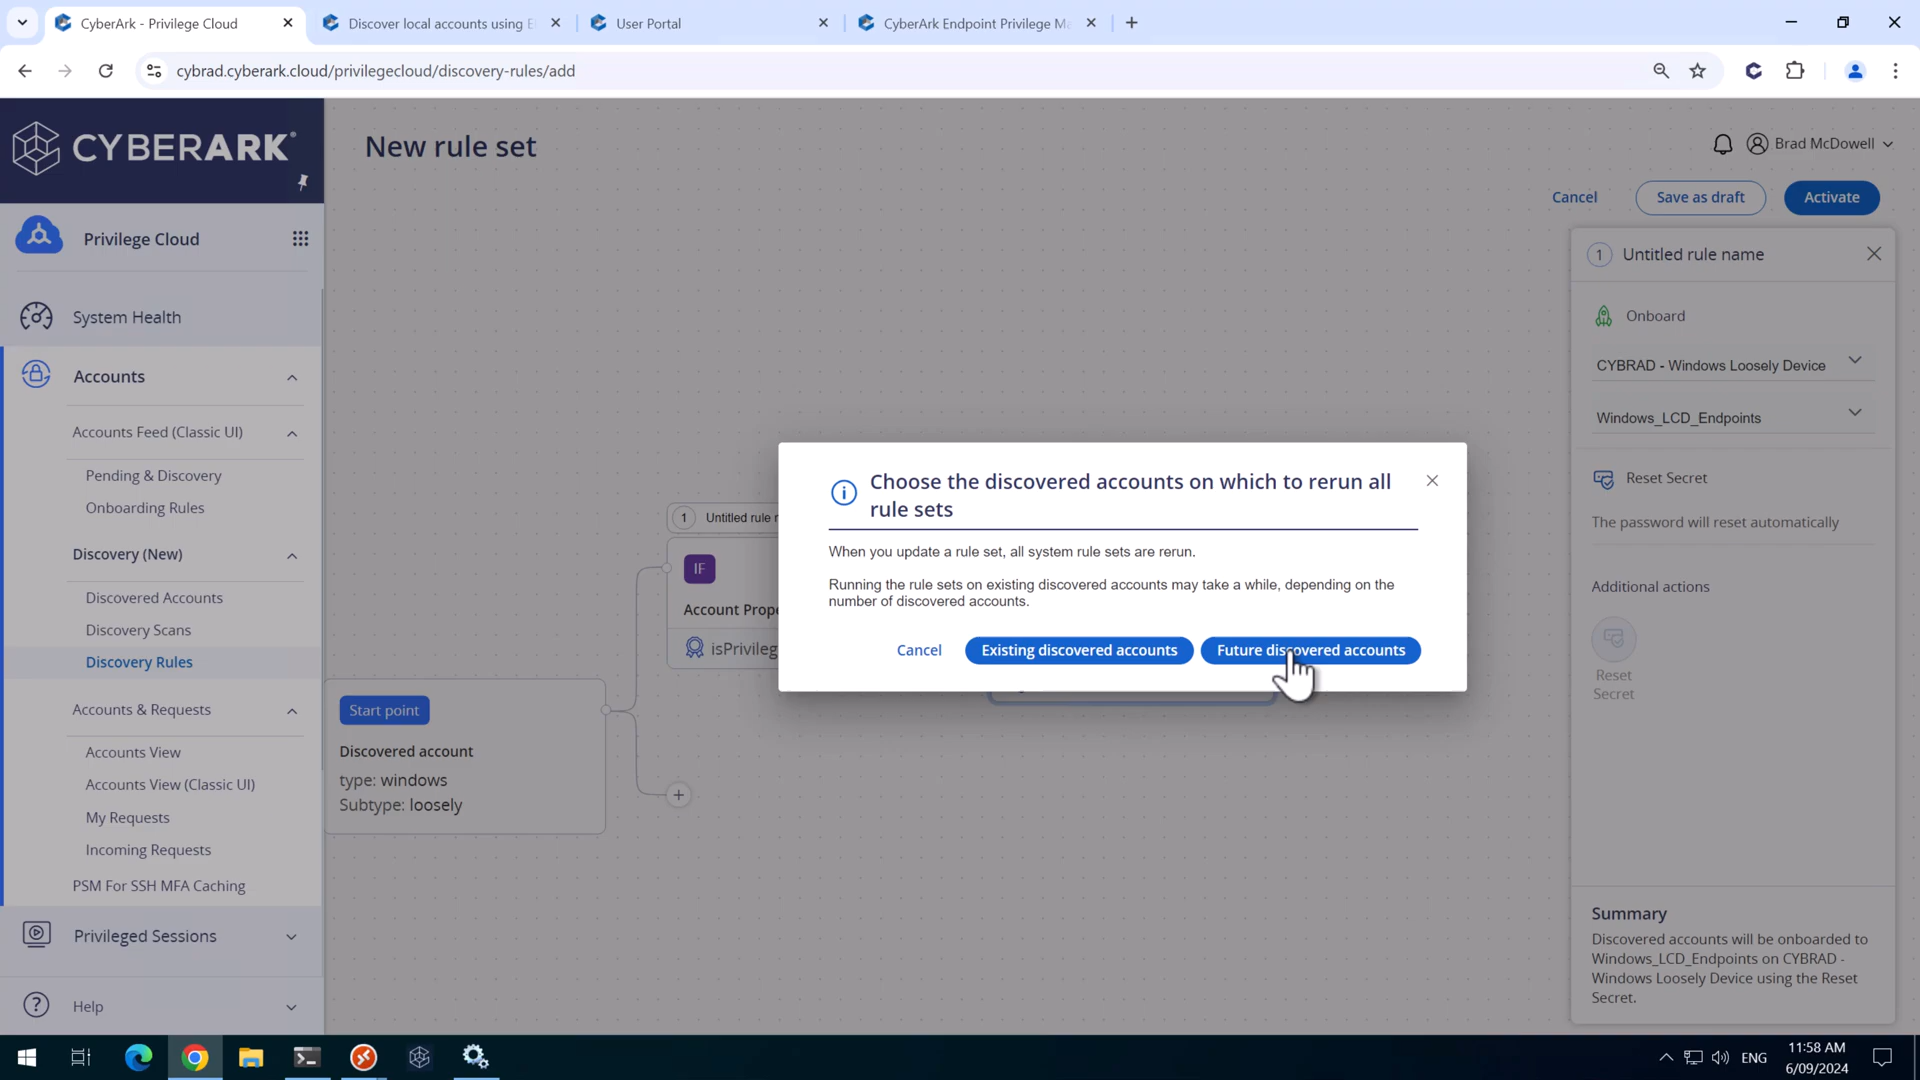 CyberArk - Privilege Cloud
Discover local accounts using E
User Portal
CyberArk Endpoint Privilege Ma
cybrad.cyberark.cloud/privilegecloud/discovery-rules/add
CYBERARK®
New rule set
Brad McDowell
Cancel
Save as draft
Activate
Privilege Cloud
System Health
Accounts
Accounts Feed (Classic UI)
Pending & Discovery
Onboarding Rules
Discovery (New)
Discovered Accounts
Discovery Scans
Discovery Rules
Accounts & Requests
Accounts View
Accounts View (Classic UI)
My Requests
Incoming Requests
PSM For SSH MFA Caching
Privileged Sessions
Help
Start point
Discovered account
type: windows
Subtype: loosely
1 Untitled rule
IF
Account Prope
isPrivileg
Choose the discovered accounts on which to rerun all
rule sets
When you update a rule set, all system rule sets are rerun.
Running the rule sets on existing discovered accounts may take a while, depending on the
number of discovered accounts.
Cancel
Existing discovered accounts
Future discovered accounts
1 Untitled rule name
Onboard
CYBRAD - Windows Loosely Device
Windows_LCD_Endpoints
Reset Secret
The password will reset automatically
Additional actions
Reset
Secret
Summary
Discovered accounts will be onboarded to
Windows_LCD_Endpoints on CYBRAD -
Windows Loosely Device using the Reset
Secret.
ENG
11:58 AM
6/09/2024